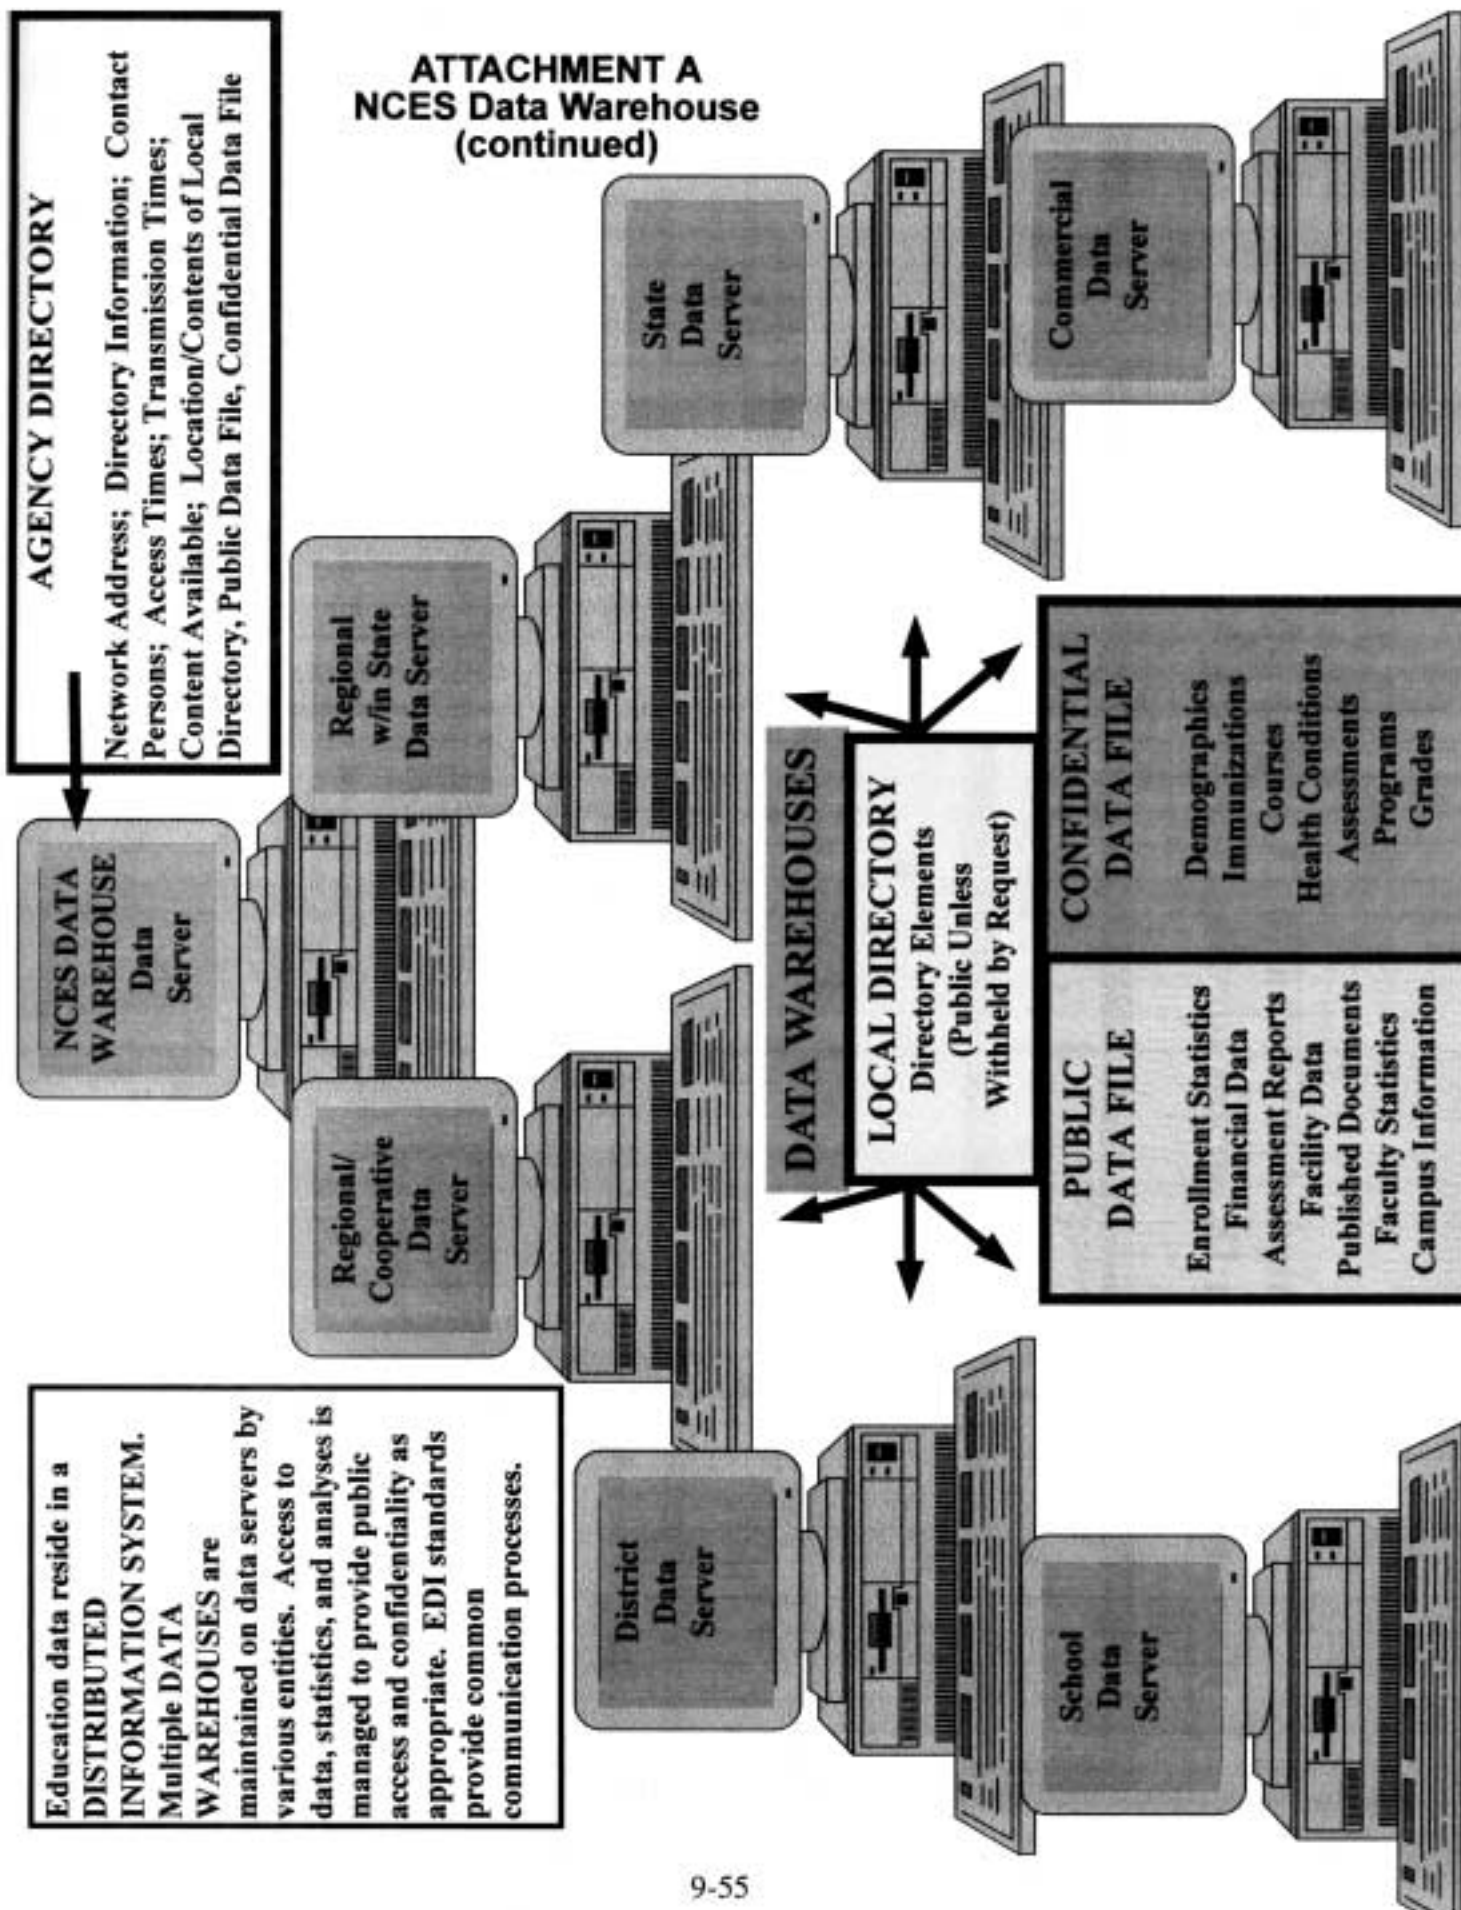 ATTACHMENT A
NCES Data Warehouse
(continued)
Education data reside in a
DISTRIBUTED
INFORMATION SYSTEM.
Multiple DATA
WAREHOUSES are
maintained on data servers by
various entities. Access to
data, statistics, and analyses is
managed to provide public
access and confidentiality as
appropriate. EDI standards
provide common
communication processes.
NCES DATA
WAREHOUSE
Data
Server
AGENCY DIRECTORY
Network Address; Directory Information; Contact
Persons; Access Times; Transmission Times;
Content Available; Location/Contents of Local
Directory, Public Data File, Confidential Data File
Regional/
Cooperative
Data
Server
Regional
w/in State
Data Server
District
Data
Server
State
Data
Server
School
Data
Server
Commercial
Data
Server
DATA WAREHOUSES
LOCAL DIRECTORY
Directory Elements
(Public Unless
Withheld by Request)
PUBLIC
DATA FILE
Enrollment Statistics
Financial Data
Assessment Reports
Facility Data
Published Documents
Faculty Statistics
Campus Information
CONFIDENTIAL
DATA FILE
Demographics
Immunizations
Courses
Health Conditions
Assessments
Programs
Grades
9-55